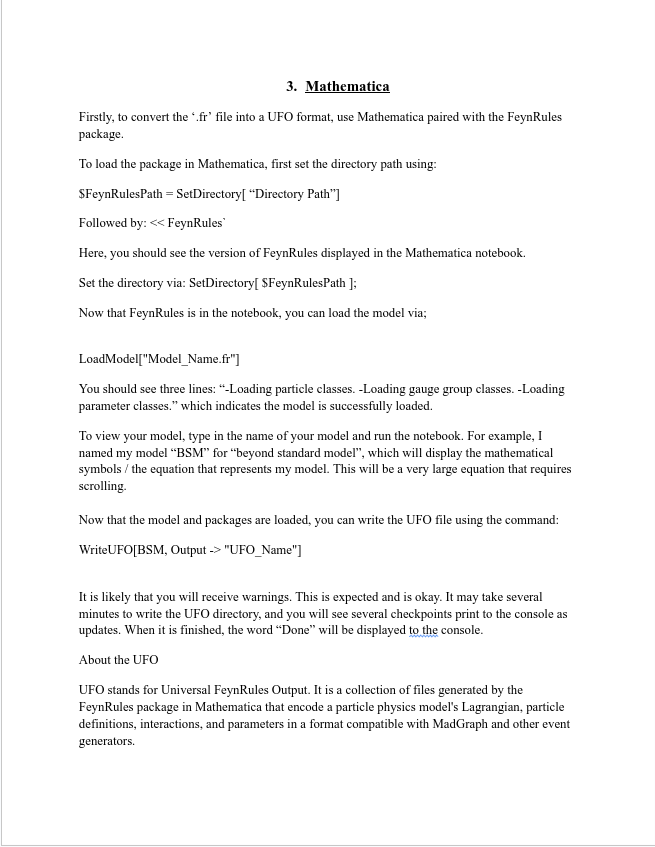 3. Mathematica
Firstly, to convert the ‘.fr’ file into a UFO format, use Mathematica paired with the FeynRules
package.
To load the package in Mathematica, first set the directory path using:
$FeynRulesPath = SetDirectory[ “Directory Path”]
Followed by: << FeynRules`
Here, you should see the version of FeynRules displayed in the Mathematica notebook.
Set the directory via: SetDirectory[ $FeynRulesPath ];
Now that FeynRules is in the notebook, you can load the model via;
LoadModel["Model_Name.fr"]
You should see three lines: “-Loading particle classes. -Loading gauge group classes. -Loading
parameter classes.” which indicates the model is successfully loaded.
To view your model, type in the name of your model and run the notebook. For example, I
named my model “BSM” for “beyond standard model”, which will display the mathematical
symbols / the equation that represents my model. This will be a very large equation that requires
scrolling.
Now that the model and packages are loaded, you can write the UFO file using the command:
WriteUFO[BSM, Output -> "UFO_Name"]
It is likely that you will receive warnings. This is expected and is okay. It may take several
minutes to write the UFO directory, and you will see several checkpoints print to the console as
updates. When it is finished, the word “Done” will be displayed to the console.
About the UFO
UFO stands for Universal FeynRules Output. It is a collection of files generated by the
FeynRules package in Mathematica that encode a particle physics model's Lagrangian, particle
definitions, interactions, and parameters in a format compatible with MadGraph and other event
generators.